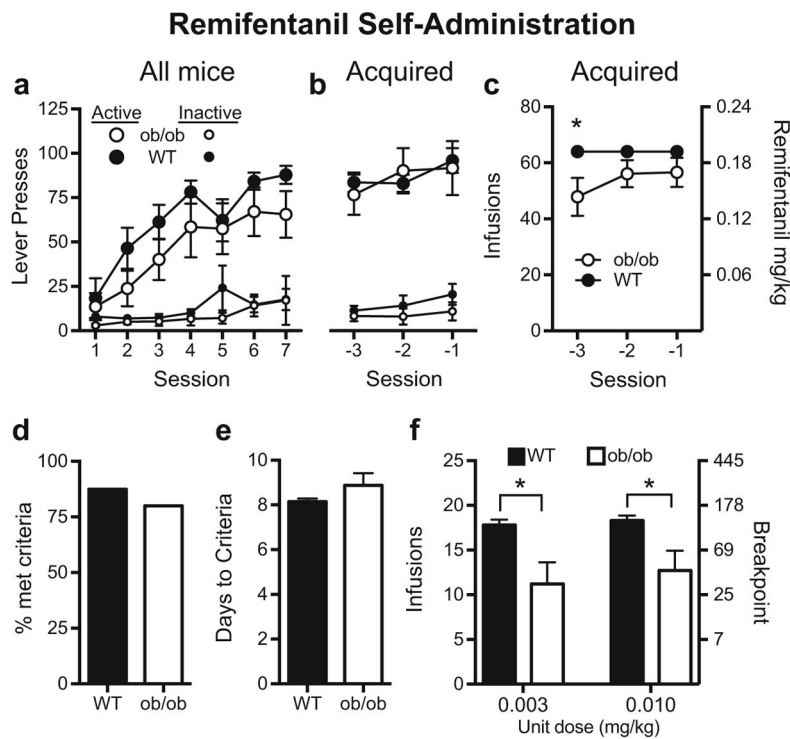 Remifentanil Self-Administration
All mice
Acquired
Acquired
a
b
c
125
100
75
50
25
0
Active
Inactive
ob/ob
WT
Lever Presses
1 2 3 4 5 6 7
Session
-3 -2 -1
Session
80
60
40
20
0
Infusions
*
ob/ob
WT
0.24
0.18
0.12
0.06
Remifentanil mg/kg
-3 -2 -1
Session
d
e
f
100
75
50
25
0
% met criteria
WT ob/ob
10
8
6
4
2
0
Days to Criteria
WT ob/ob
WT ob/ob
25
20
15
10
5
0
Infusions
* *
445
178
69
25
7
Breakpoint
0.003 0.010
Unit dose (mg/kg)